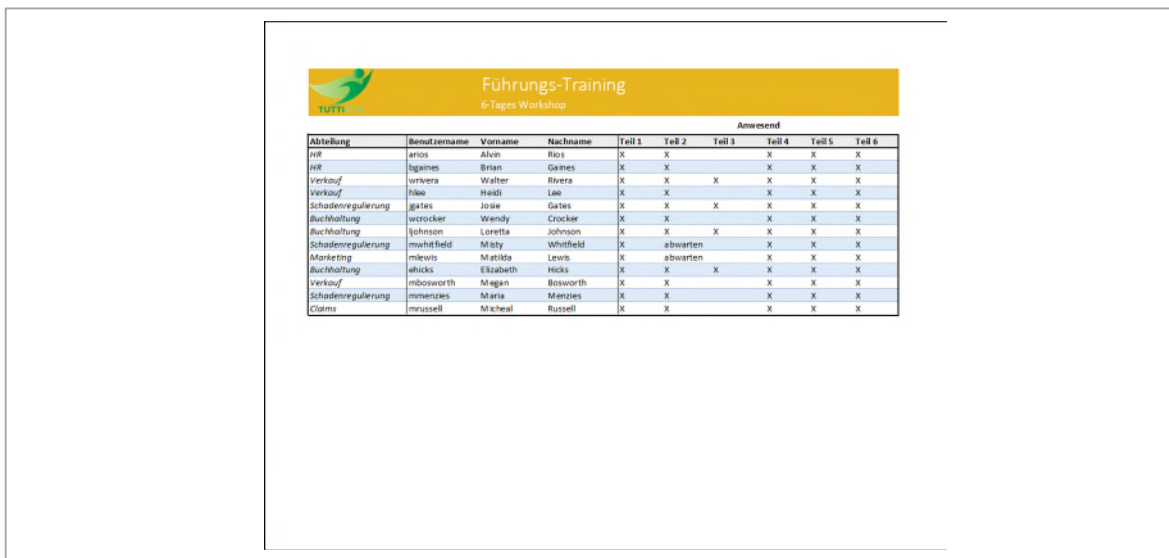 TUTTI
Führungs-Training
6-Tages Workshop
Anwesend
Abteilung Benutzername Vorname Nachname Teil 1 Teil 2 Teil 3 Teil 4 Teil 5 Teil 6
HR arios Alvin Rios X X X X X
HR bgaines Brian Gaines X X X X X
Verkauf wrivera Walter Rivera X X X X X X
Verkauf hlee Heidi Lee X X X X X
Schadenregulierung jgates Josie Gates X X X X X X
Buchhaltung wcrocker Wendy Crocker X X X X X
Buchhaltung ljohnson Loretta Johnson X X X X X X
Schadenregulierung mwhitfield Misty Whitfield X abwarten X X X
Marketing mlewis Matilda Lewis X abwarten X X X
Buchhaltung ehicks Elizabeth Hicks X X X X X X
Verkauf mbosworth Megan Bosworth X X X X X
Schadenregulierung mmenzies Maria Menzies X X X X X
Claims mrussell Micheal Russell X X X X X